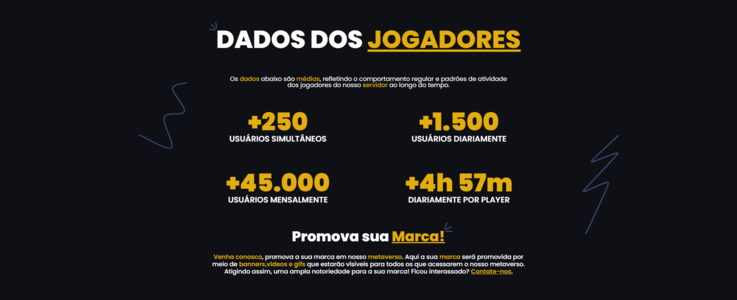 DADOS DOS JOGADORES
Os dados abaixo são médias, refletindo o comportamento regular e padrões de atividade
dos jogadores do nosso servidor ao longo do tempo.
+250
USUÁRIOS SIMULTÂNEOS
+1.500
USUÁRIOS DIARIAMENTE
+45.000
USUÁRIOS MENSALMENTE
+4h 57m
DIARIAMENTE POR PLAYER
Promova sua Marca!
Venha conosco, promova a sua marca em nosso metaverso. Aqui a sua marca será promovida por
meio de banners,videos e gifs que estarão visíveis para todos os que acessarem o nosso metaverso.
Atigindo assim, uma ampla notoriedade para a sua marca! Ficou interassado? Contate-nos.